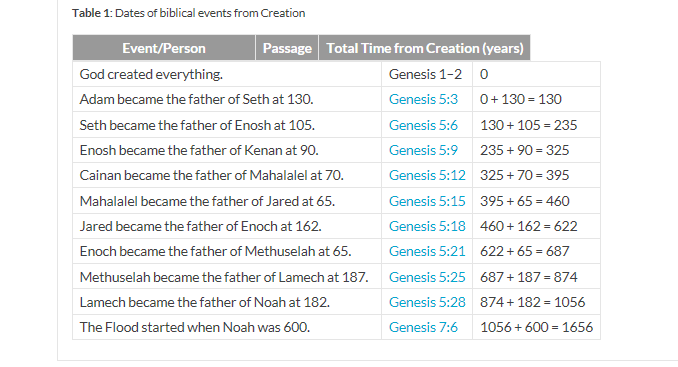 Table 1: Dates of biblical events from Creation
Event/Person Passage Total Time from Creation (years)
God created everything. Genesis 1–2 0
Adam became the father of Seth at 130. Genesis 5:3 0 + 130 = 130
Seth became the father of Enosh at 105. Genesis 5:6 130 + 105 = 235
Enosh became the father of Kenan at 90. Genesis 5:9 235 + 90 = 325
Cainan became the father of Mahalalel at 70. Genesis 5:12 325 + 70 = 395
Mahalalel became the father of Jared at 65. Genesis 5:15 395 + 65 = 460
Jared became the father of Enoch at 162. Genesis 5:18 460 + 162 = 622
Enoch became the father of Methuselah at 65. Genesis 5:21 622 + 65 = 687
Methuselah became the father of Lamech at 187. Genesis 5:25 687 + 187 = 874
Lamech became the father of Noah at 182. Genesis 5:28 874 + 182 = 1056
The Flood started when Noah was 600. Genesis 7:6 1056 + 600 = 1656